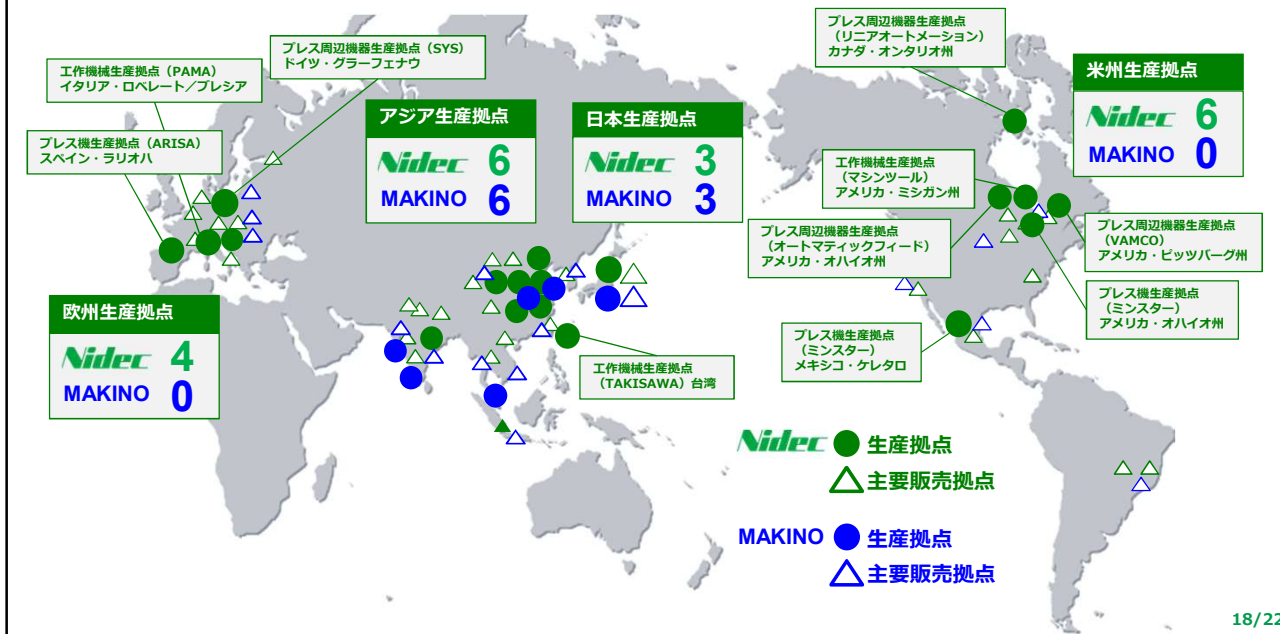 プレス周辺機器生産拠点（SYS）
ドイツ・グラーフェナウ
工作機械生産拠点（PAMA）
イタリア・ロベレート／ブレシア
プレス機生産拠点（ARISA）
スペイン・ラリオハ
アジア生産拠点
Nidec 6
MAKINO 6
日本生産拠点
Nidec 3
MAKINO 3
プレス周辺機器生産拠点
（リニアオートメーション）
カナダ・オンタリオ州
米州生産拠点
Nidec 6
MAKINO 0
工作機械生産拠点
（マシンツール）
アメリカ・ミシガン州
プレス周辺機器生産拠点
（オートマティックフィード）
アメリカ・オハイオ州
プレス周辺機器生産拠点
（VAMCO）
アメリカ・ピッツバーグ州
プレス機生産拠点
（ミンスター）
アメリカ・オハイオ州
プレス機生産拠点
（ミンスター）
メキシコ・ケレタロ
欧州生産拠点
Nidec 4
MAKINO 0
工作機械生産拠点
（TAKISAWA）台湾
Nidec 生産拠点
主要販売拠点
MAKINO 生産拠点
主要販売拠点
18/22